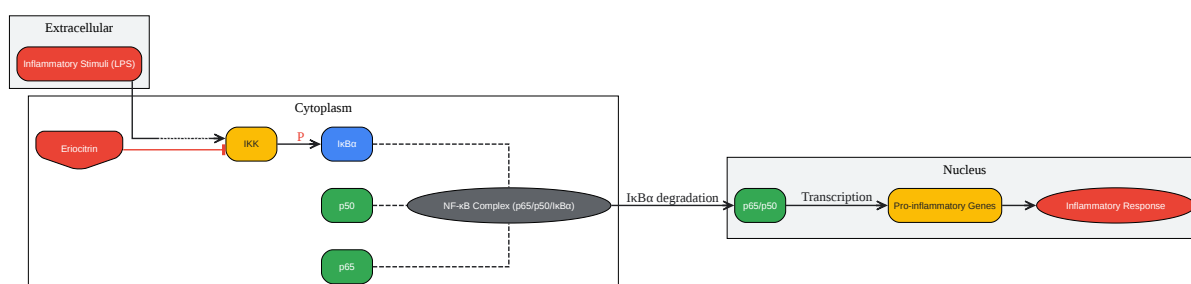 Extracellular
Inflammatory Stimuli (LPS)
Cytoplasm
Eriocitrin
IKK
P
IκBα
p50
NF-κB Complex (p65/p50/IκBα)
p65
IκBα degradation
Nucleus
p65/p50
Transcription
Pro-inflammatory Genes
Inflammatory Response